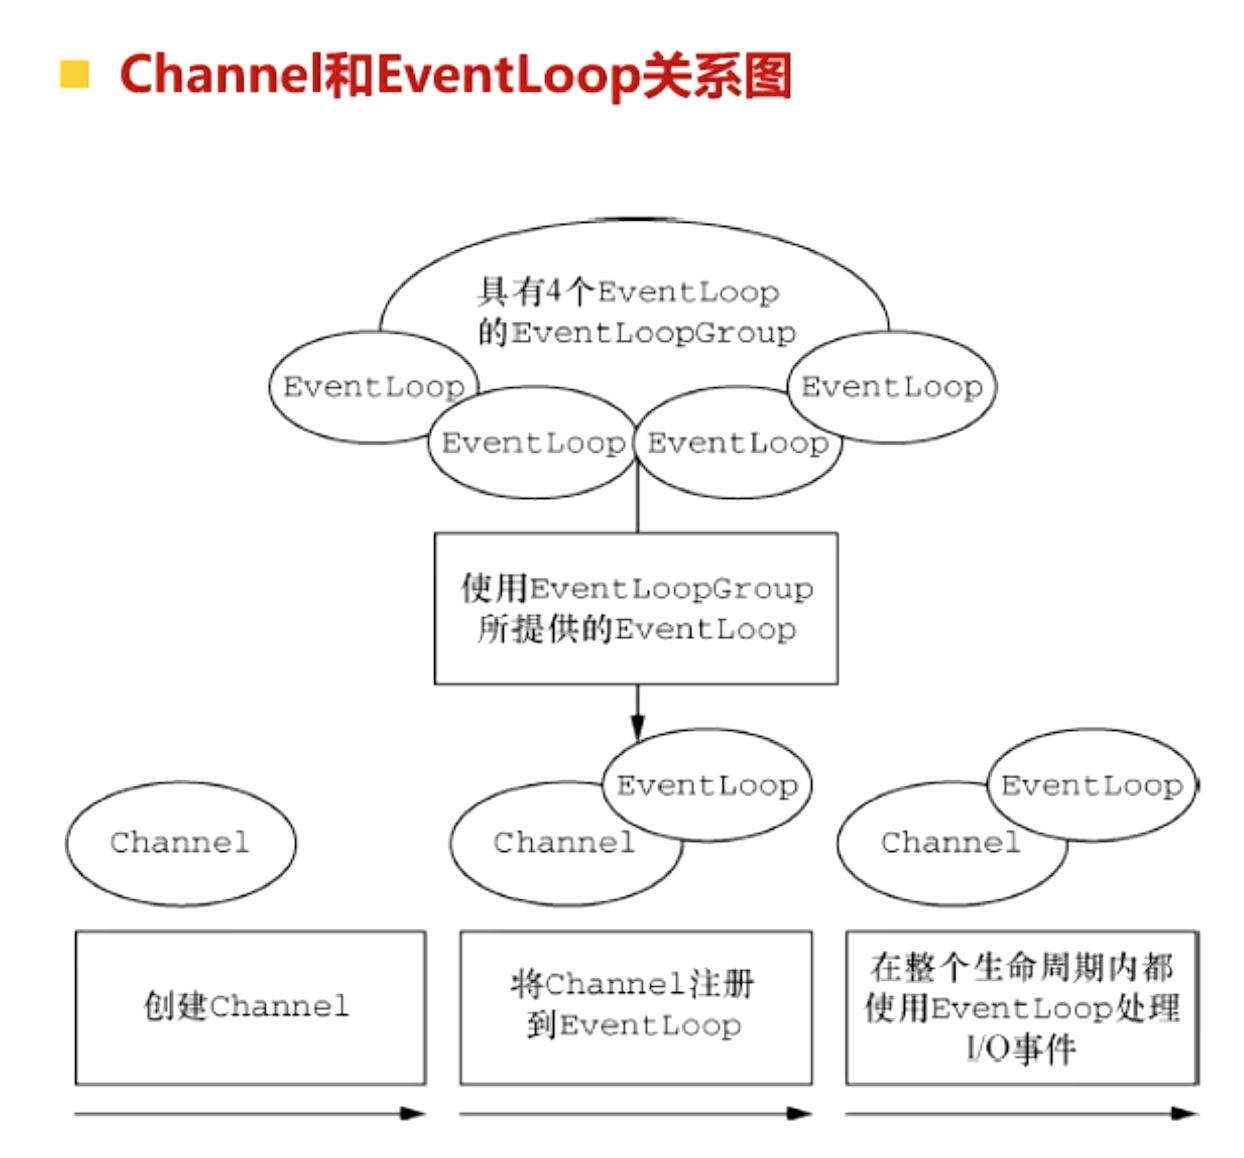 Channel和EventLoop关系图
具有4个EventLoop
的EventLoopGroup
EventLoop
EventLoop
EventLoop
EventLoop
使用EventLoopGroup
所提供的EventLoop
Channel
EventLoop
Channel
EventLoop
Channel
创建Channel
将Channel注册
到EventLoop
在整个生命周期内都
使用EventLoop处理
I/O事件